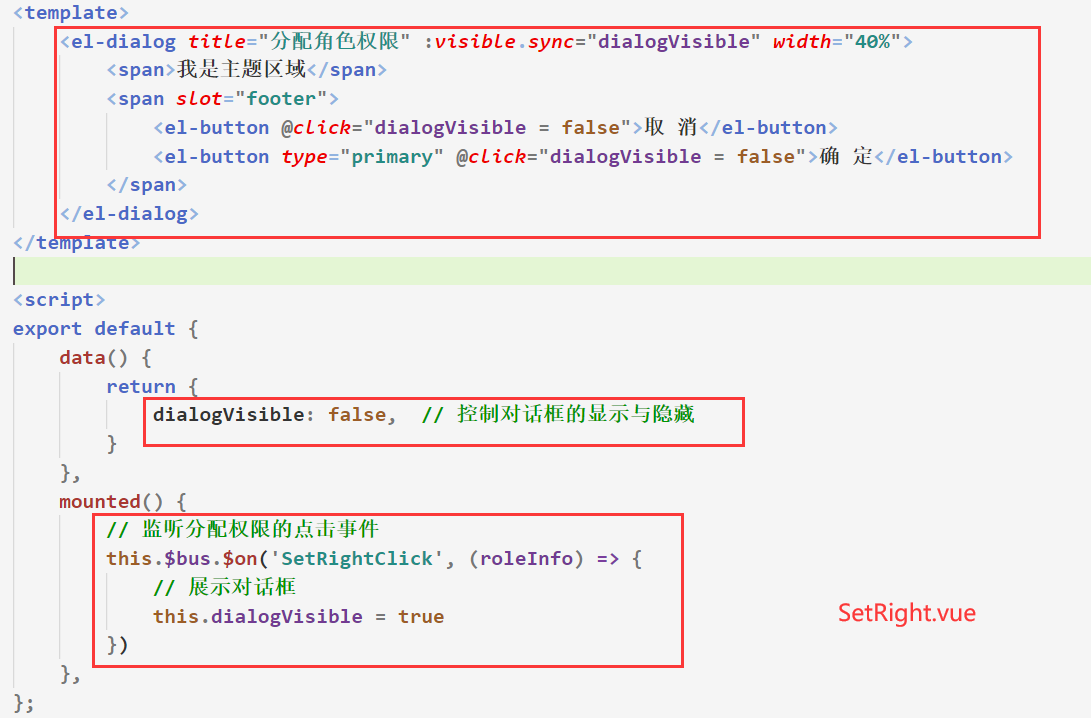 <template>
    <el-dialog title="分配角色权限" :visible.sync="dialogVisible" width="40%">
        <span>我是主题区域</span>
        <span slot="footer">
            <el-button @click="dialogVisible = false">取 消</el-button>
            <el-button type="primary" @click="dialogVisible = false">确 定</el-button>
        </span>
    </el-dialog>
</template>
<script>
export default {
    data() {
        return {
            dialogVisible: false,  // 控制对话框的显示与隐藏
        }
    },
    mounted() {
        // 监听分配权限的点击事件
        this.$bus.$on('SetRightClick', (roleInfo) => {
            // 展示对话框
            this.dialogVisible = true
        })
    },
};
SetRight.vue